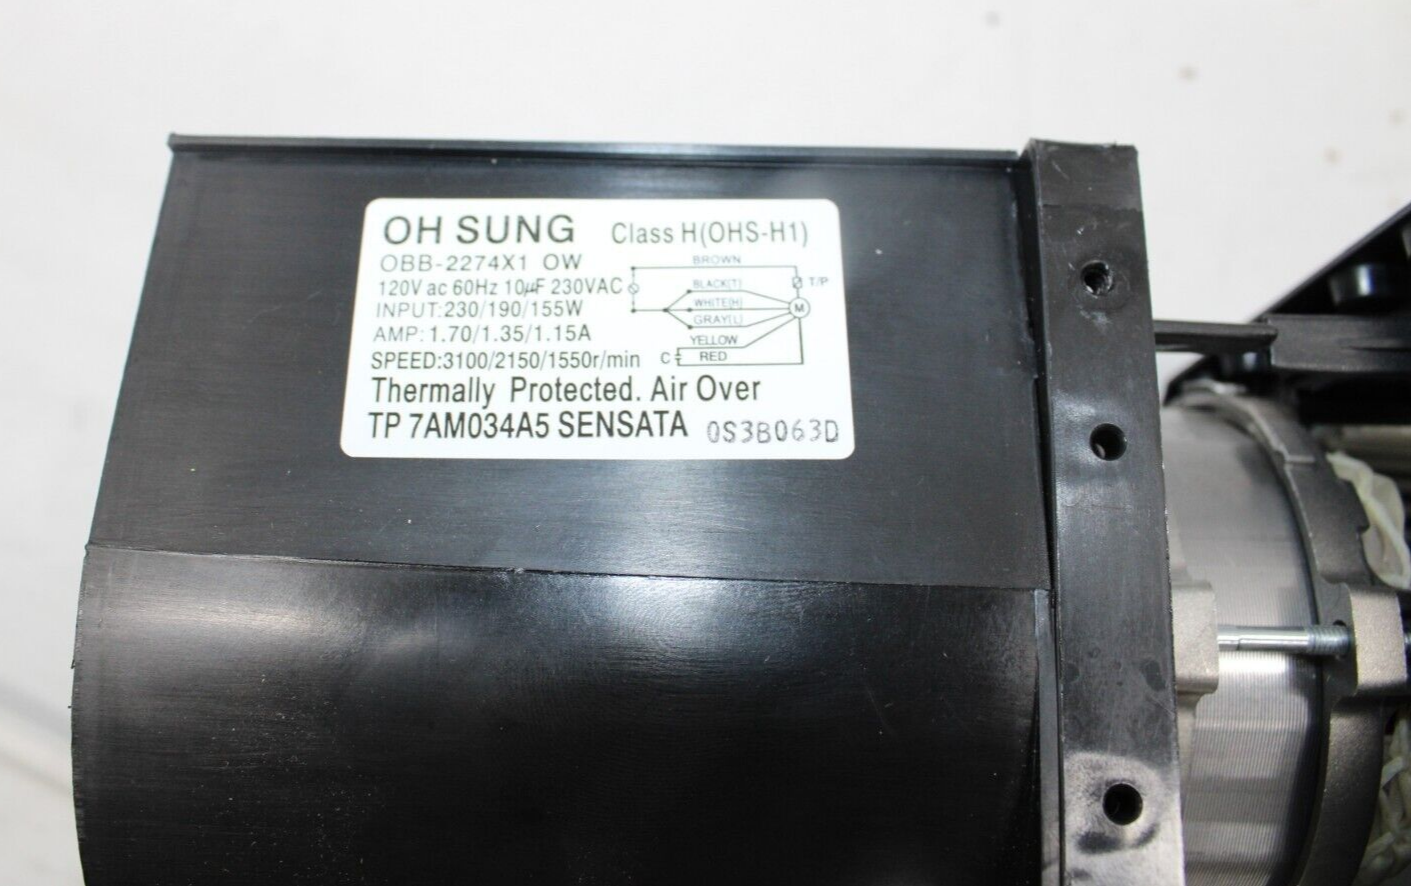 OH SUNG Class H(OHS-H1)
OBB-2274X1 OW
120V ac 60Hz 10μF 230VAC
INPUT:230/190/155W
AMP:1.70/1.35/1.15A
SPEED:3100/2150/1550r/min
BROWN
T/P
BLACK(T)
WHITE(H)
M
GRAY(L)
YELLOW
C RED
Thermally Protected. Air Over
TP 7AM034A5 SENSATA 0S3B063D